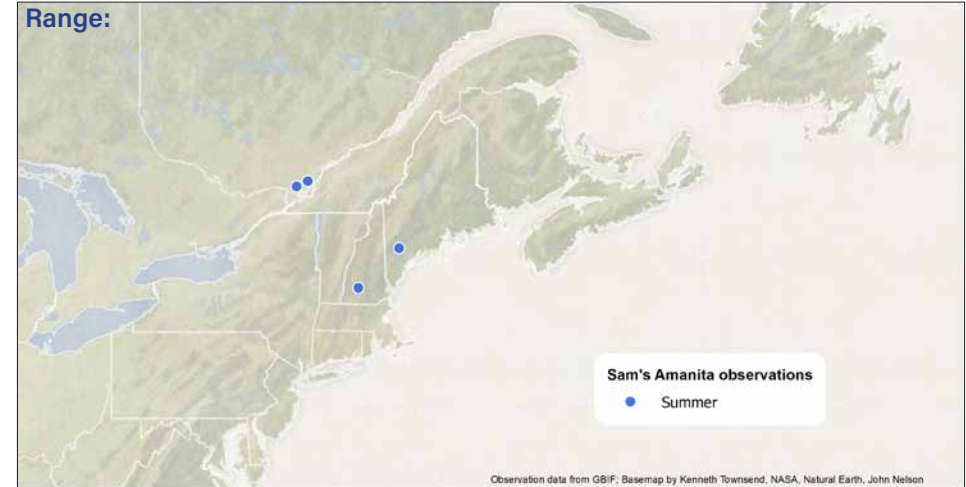 Range:
Sam's Amanita observations
Summer
Observation data from GBIF; Basemap by Kenneth Townsend, NASA, Natural Earth, John Nelson